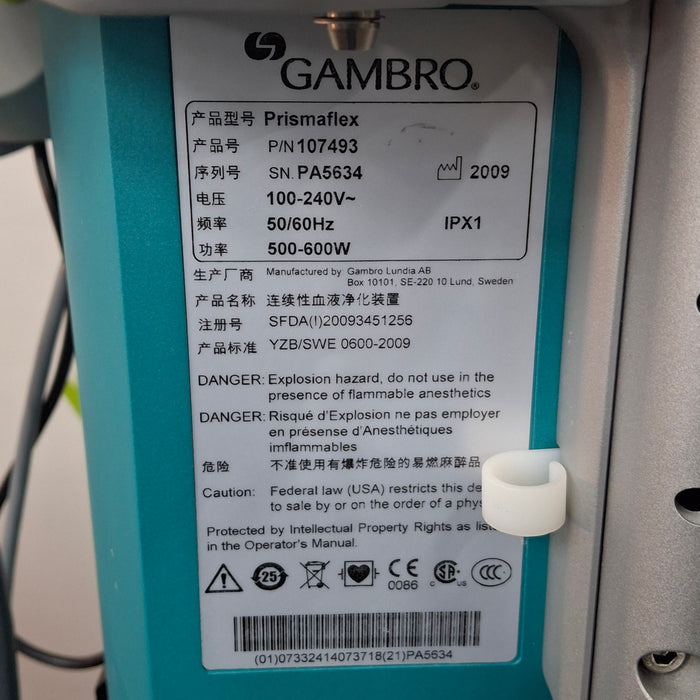 GAMBRO®
产品型号 Prismaflex
产品号 P/N 107493
序列号 SN. PA5634 2009
电压 100-240V~
频率 50/60Hz IPX1
功率 500-600W
生产厂商 Manufactured by Gambro Lundia AB
Box 10101, SE-220 10 Lund, Sweden
产品名称 连续性血液净化装置
注册号 SFDA(I)20093451256
产品标准 YZB/SWE 0600-2009
DANGER: Explosion hazard, do not use in the
presence of flammable anesthetics
DANGER: Risqué d'Explosion ne pas employer
en présense d'Anesthétiques
imflammables
危险 不准使用有爆炸危险的易燃麻醉品
Caution: Federal law (USA) restricts this
to sale by or on the order of a
Protected by Intellectual Property Rights as
in the Operator's Manual.
25 CE 0086 C SA US CCC
(01)07332414073718(21)PA5634